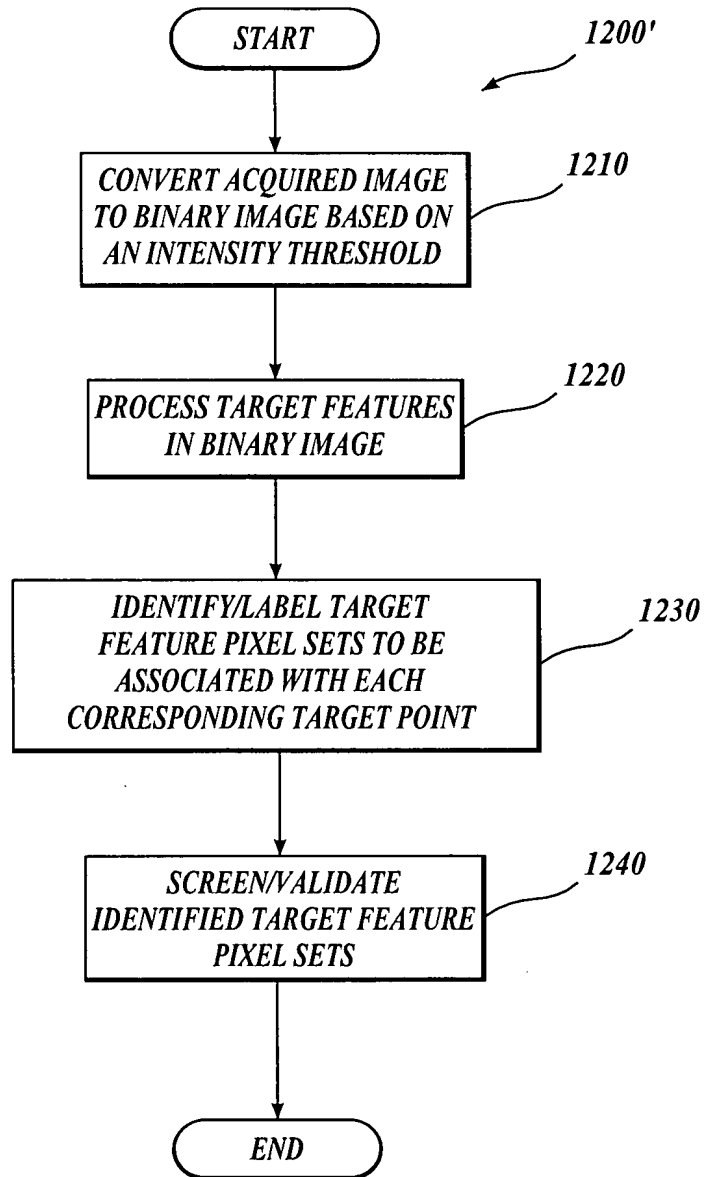 START
1200'
CONVERT ACQUIRED IMAGE
TO BINARY IMAGE BASED ON
AN INTENSITY THRESHOLD
1210
PROCESS TARGET FEATURES
IN BINARY IMAGE
1220
IDENTIFY/LABEL TARGET
FEATURE PIXEL SETS TO BE
ASSOCIATED WITH EACH
CORRESPONDING TARGET POINT
1230
SCREEN/VALIDATE
IDENTIFIED TARGET FEATURE
PIXEL SETS
1240
END